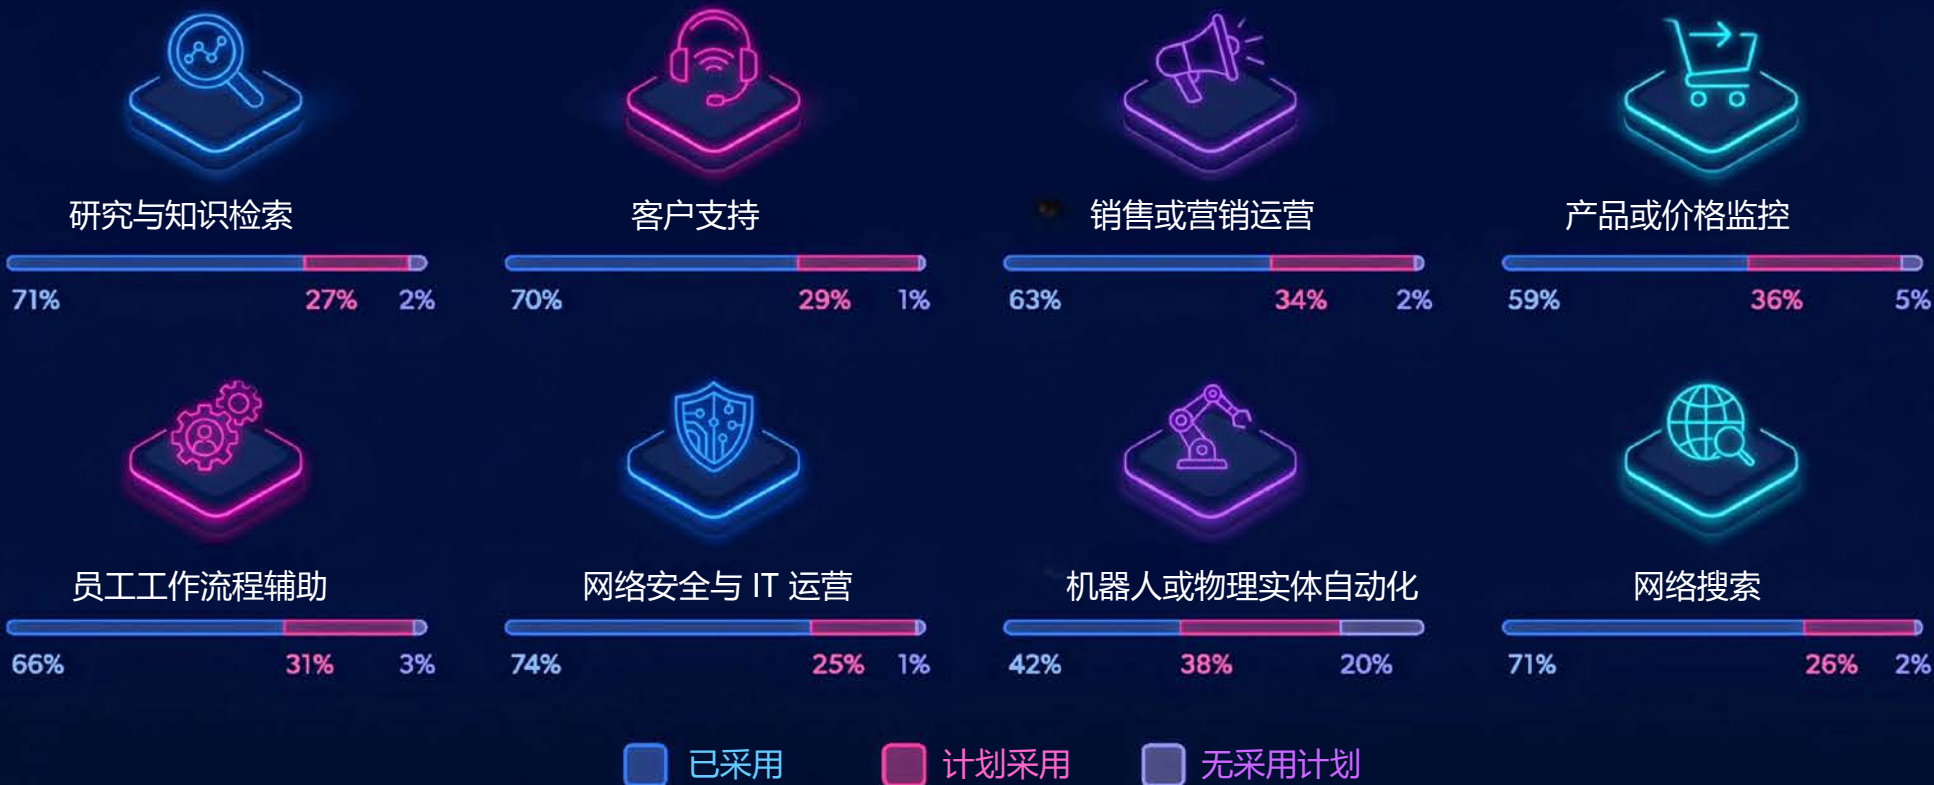 研究与知识检索
71% 27% 2%
客户支持
70% 29% 1%
销售或营销运营
63% 34% 2%
产品或价格监控
59% 36% 5%
员工工作流程辅助
66% 31% 3%
网络安全与 IT 运营
74% 25% 1%
机器人或物理实体自动化
42% 38% 20%
网络搜索
71% 26% 2%
已采用 计划采用 无采用计划